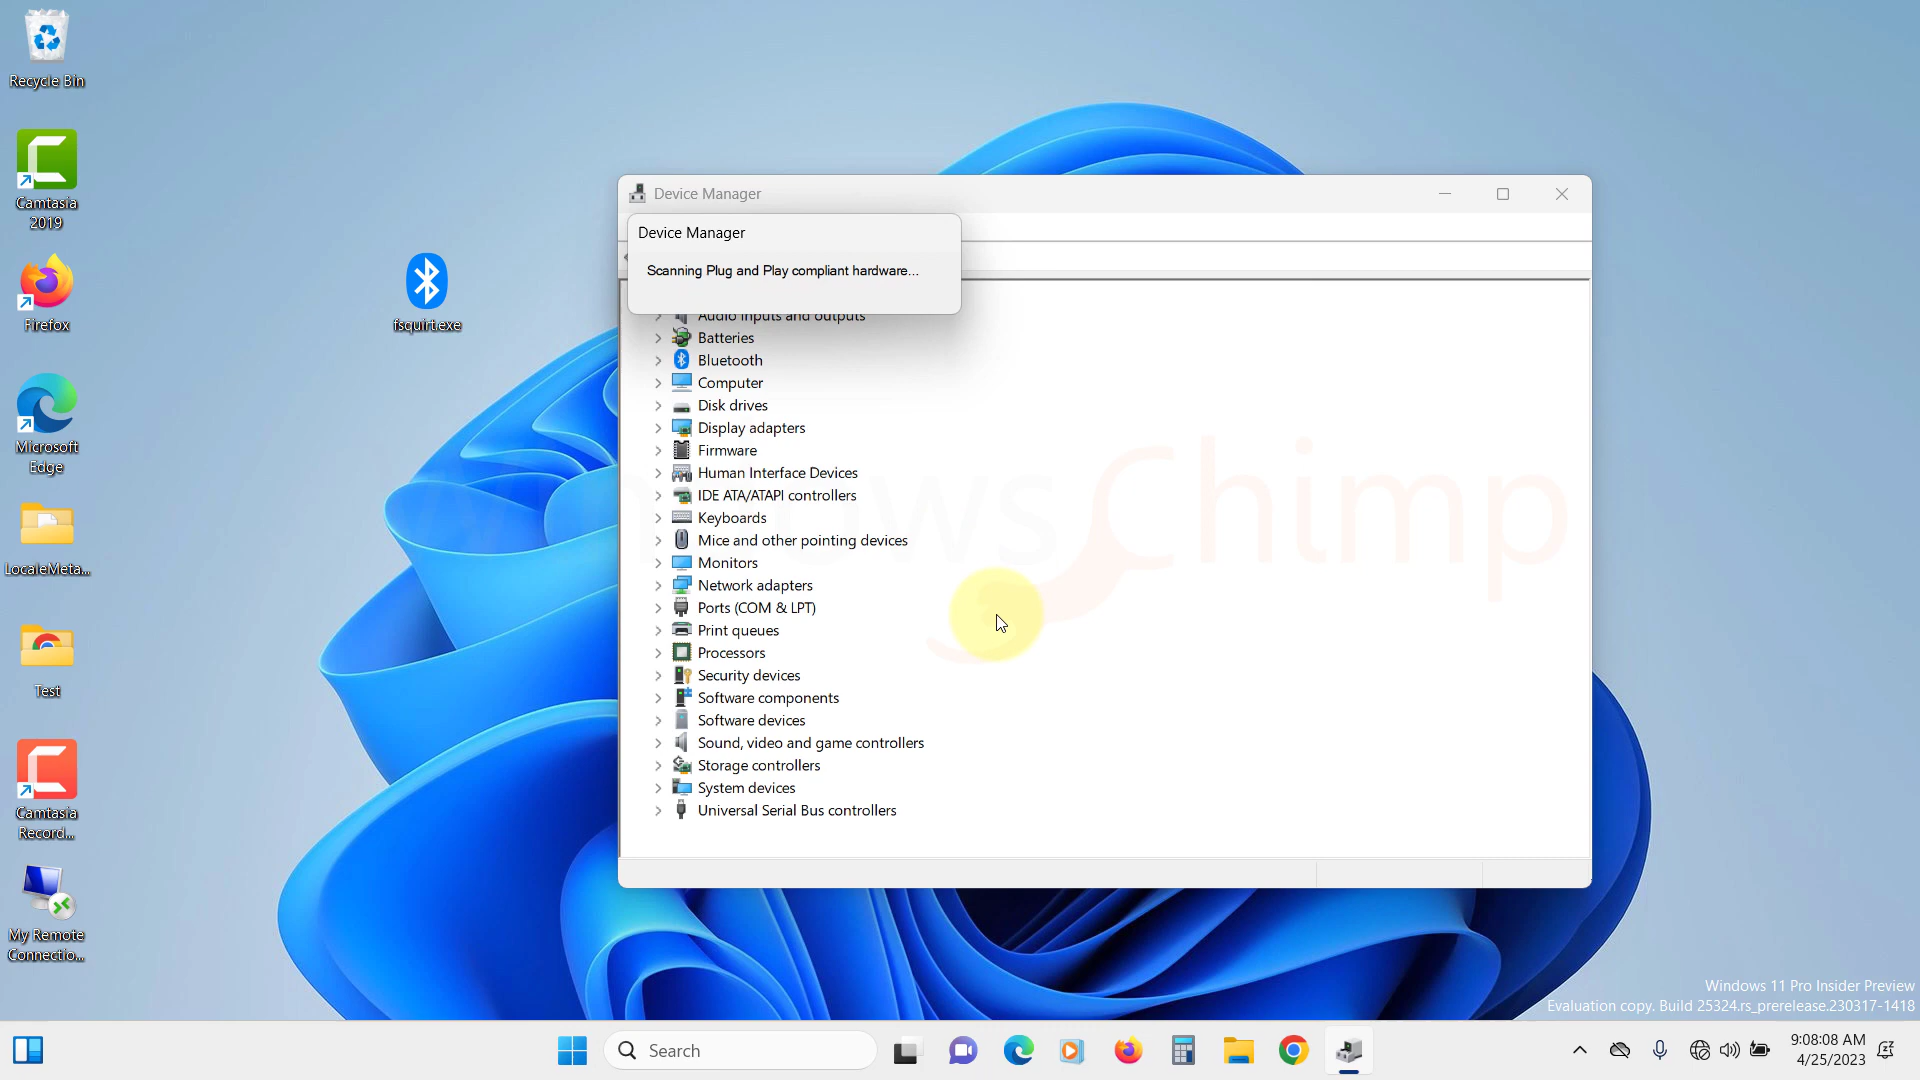 Recycle Bin
Camtasia
2019
Firefox
Microsoft
Edge
LocaleMeta...
Test
Camtasia
Record...
My Remote
Connectio...
fsquirt.exe
Device Manager
Device Manager
Scanning Plug and Play compliant hardware...
Audio inputs and outputs
Batteries
Bluetooth
Computer
Disk drives
Display adapters
Firmware
Human Interface Devices
IDE ATA/ATAPI controllers
Keyboards
Mice and other pointing devices
Monitors
Network adapters
Ports (COM & LPT)
Print queues
Processors
Security devices
Software components
Software devices
Sound, video and game controllers
Storage controllers
System devices
Universal Serial Bus controllers
WindowsChimp
Windows 11 Pro Insider Preview
Evaluation copy. Build 25324.rs_prerelease.230317-1418
Search
9:08:08 AM
4/25/2023